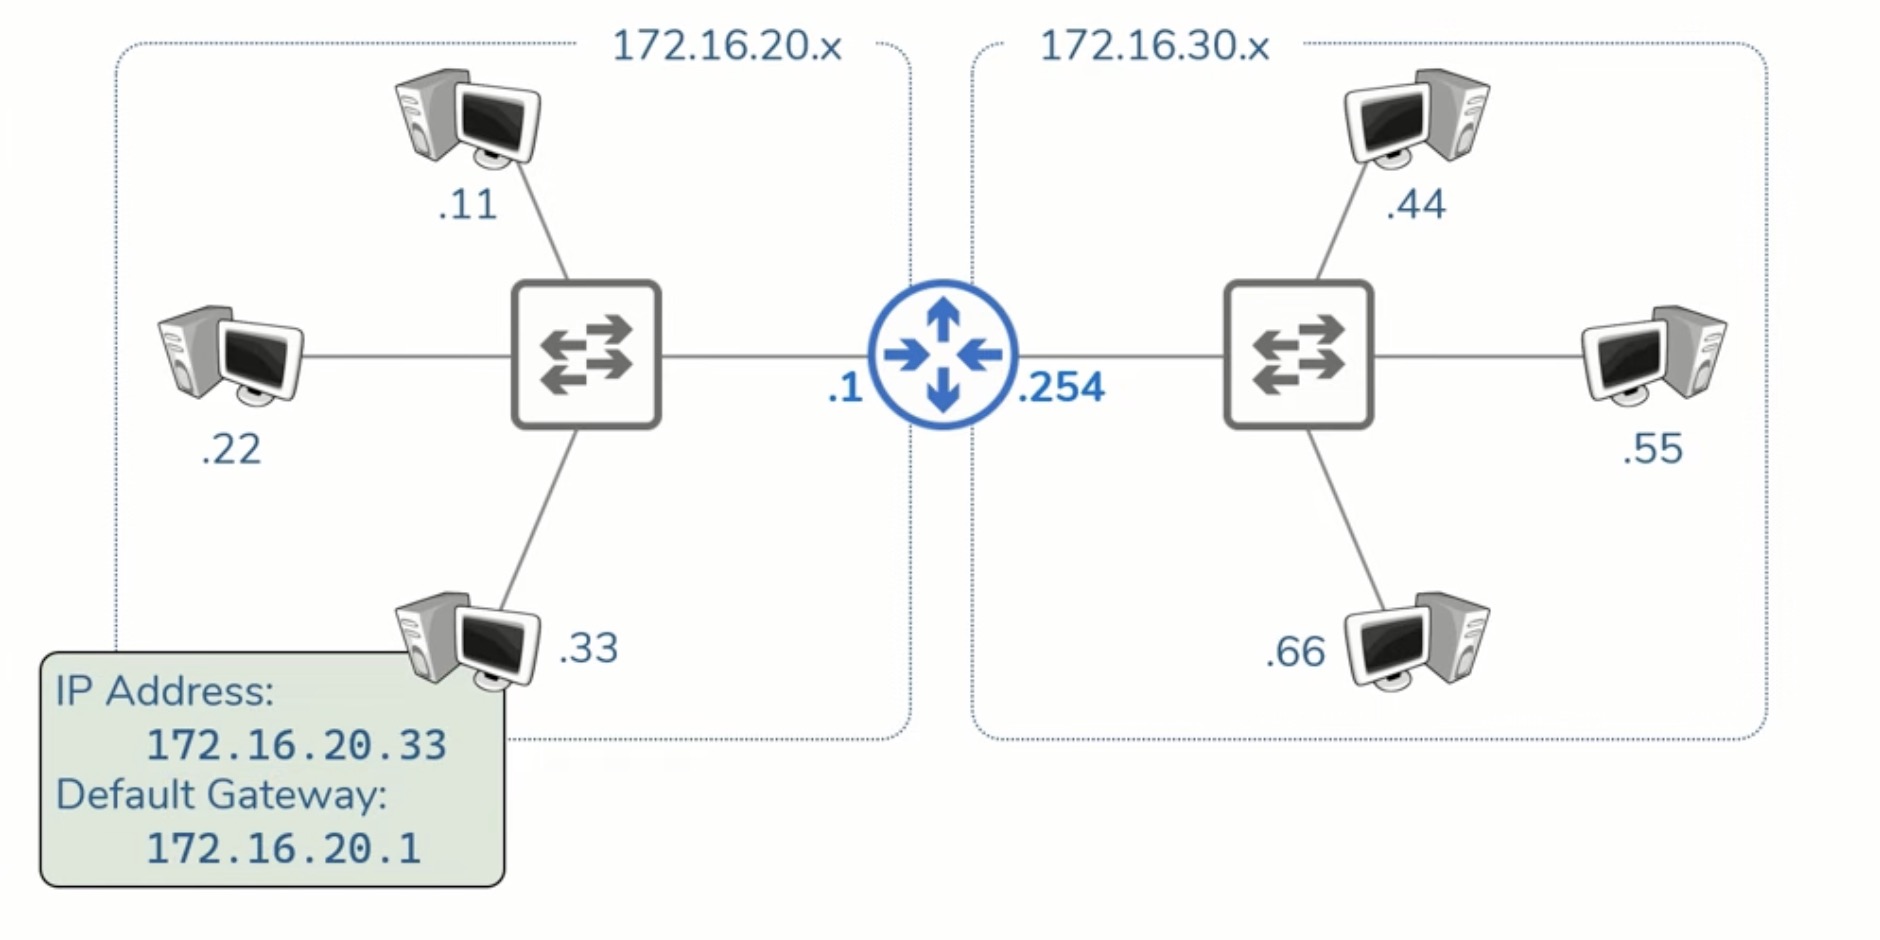 172.16.20.x
172.16.30.x
.11
.44
.1
.254
.22
.55
.33
.66
IP Address:
172.16.20.33
Default Gateway:
172.16.20.1